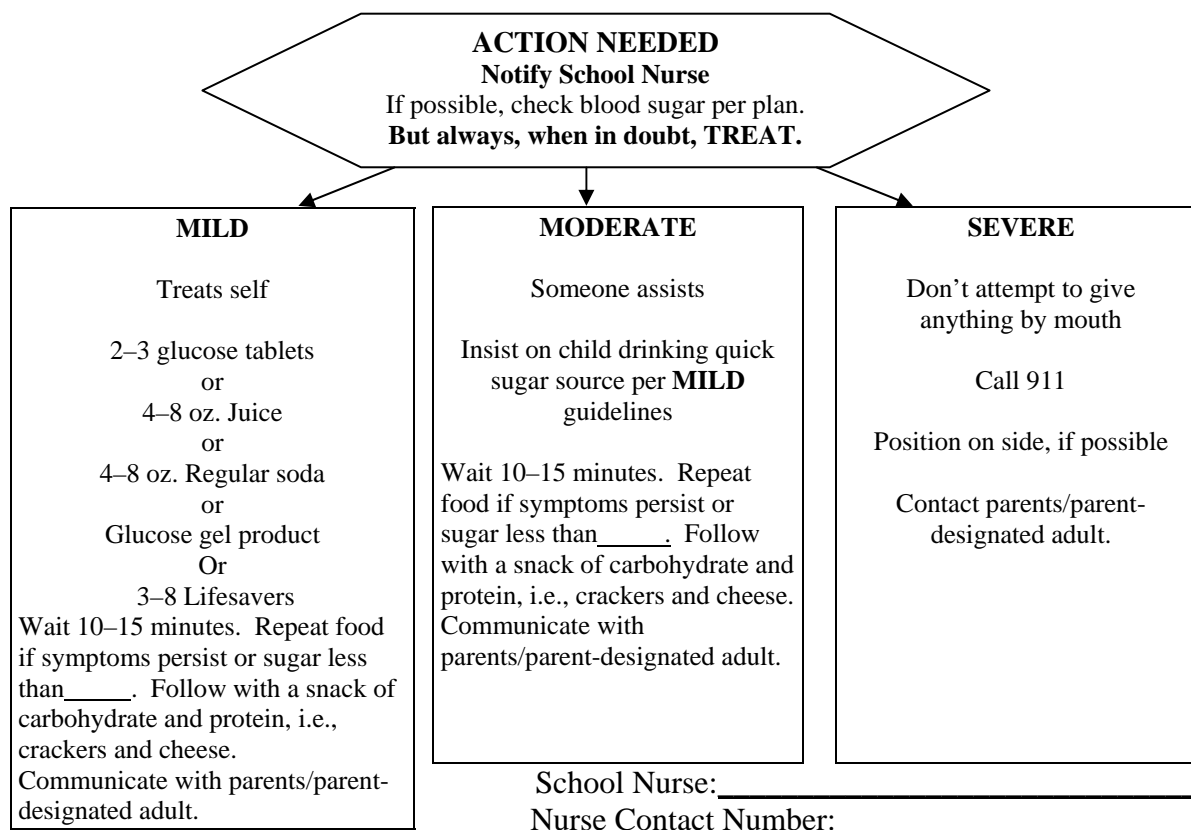 ACTION NEEDED
Notify School Nurse
If possible, check blood sugar per plan.
But always, when in doubt, TREAT.
MILD
Treats self
2–3 glucose tablets
or
4–8 oz. Juice
or
4–8 oz. Regular soda
or
Glucose gel product
Or
3–8 Lifesavers
Wait 10–15 minutes.  Repeat food
if symptoms persist or sugar less
than_____.  Follow with a snack of
carbohydrate and protein, i.e.,
crackers and cheese.
Communicate with parents/parent-
designated adult.
MODERATE
Someone assists
Insist on child drinking quick
sugar source per MILD
guidelines
Wait 10–15 minutes.  Repeat
food if symptoms persist or
sugar less than_____.  Follow
with a snack of carbohydrate and
protein, i.e., crackers and cheese.
Communicate with
parents/parent-designated adult.
SEVERE
Don’t attempt to give
anything by mouth
Call 911
Position on side, if possible
Contact parents/parent-
designated adult.
School Nurse:______________________________
Nurse Contact Number: